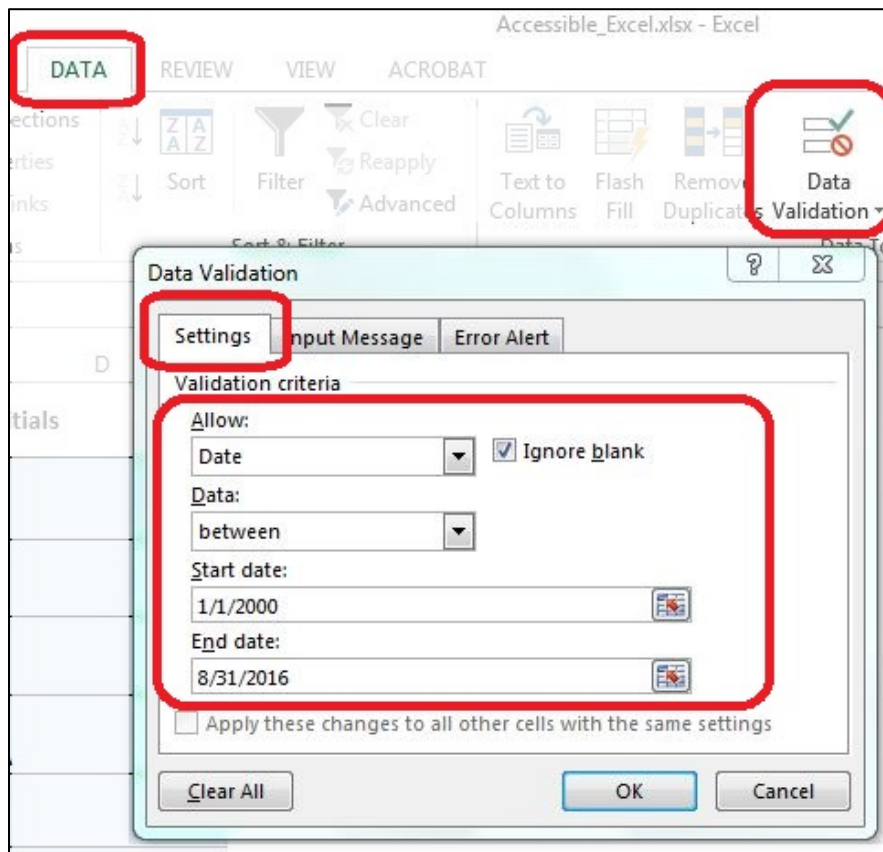 Accessible_Excel.xlsx - Excel
DATA REVIEW VIEW ACROBAT
Clear
Reapply
Advanced
Sort
Filter
Text to Columns
Flash Fill
Remove Duplicates
Data Validation
Sort & Filter
Data Validation
Settings
Input Message
Error Alert
D
Validation criteria
Allow:
Date
Ignore blank
Data:
between
Start date:
1/1/2000
End date:
8/31/2016
Apply these changes to all other cells with the same settings
Clear All
OK
Cancel